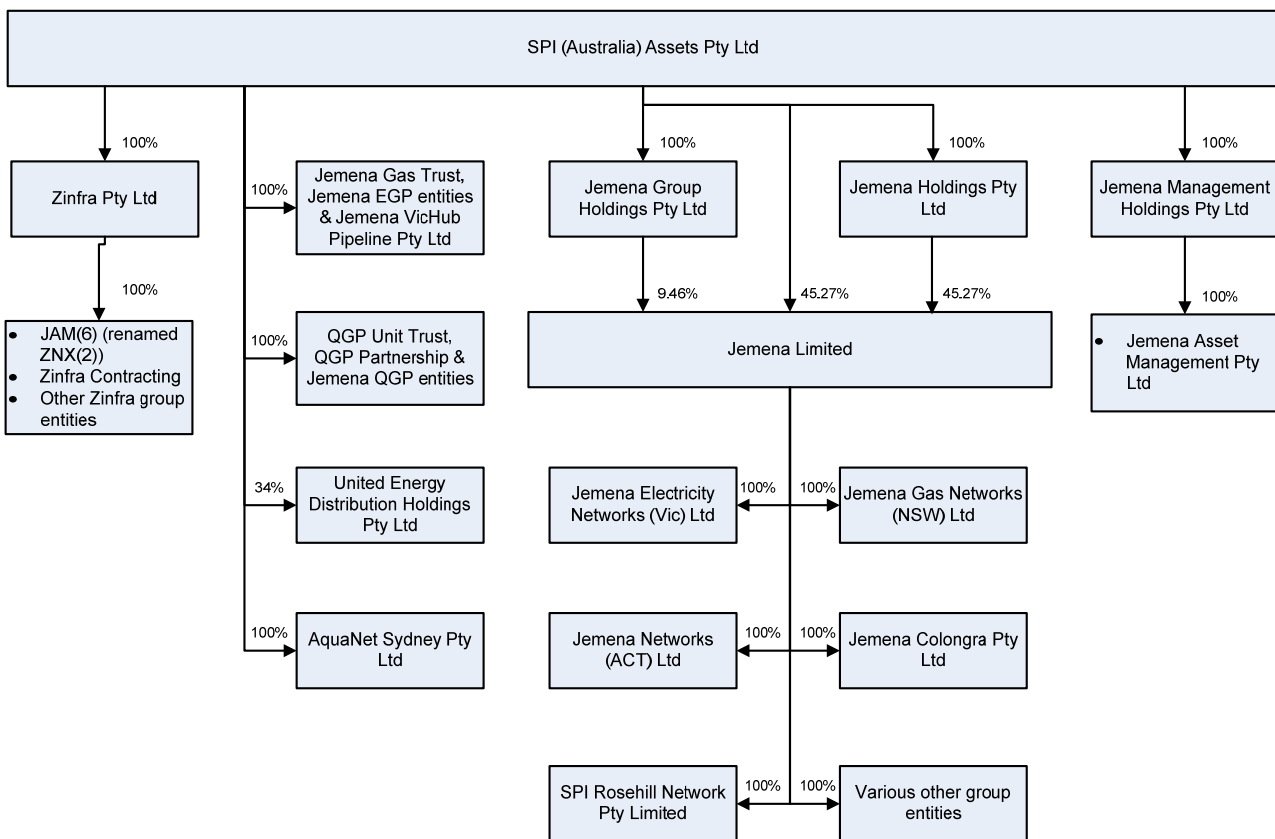 SPI (Australia) Assets Pty Ltd
100%
100%
100%
100%
Zinfra Pty Ltd
100%
Jemena Gas Trust,
Jemena EGP entities
& Jemena VicHub
Pipeline Pty Ltd
Jemena Group
Holdings Pty Ltd
Jemena Holdings Pty
Ltd
Jemena Management
Holdings Pty Ltd
100%
9.46%
45.27%
45.27%
100%
• JAM(6) (renamed
ZNX(2))
• Zinfra Contracting
• Other Zinfra group
entities
100%
QGP Unit Trust,
QGP Partnership &
Jemena QGP entities
Jemena Limited
• Jemena Asset
Management Pty
Ltd
34%
United Energy
Distribution Holdings
Pty Ltd
Jemena Electricity
Networks (Vic) Ltd
100%
100%
Jemena Gas Networks
(NSW) Ltd
100%
AquaNet Sydney Pty
Ltd
Jemena Networks
(ACT) Ltd
100%
100%
Jemena Colongra Pty
Ltd
SPI Rosehill Network
Pty Limited
100%
100%
Various other group
entities